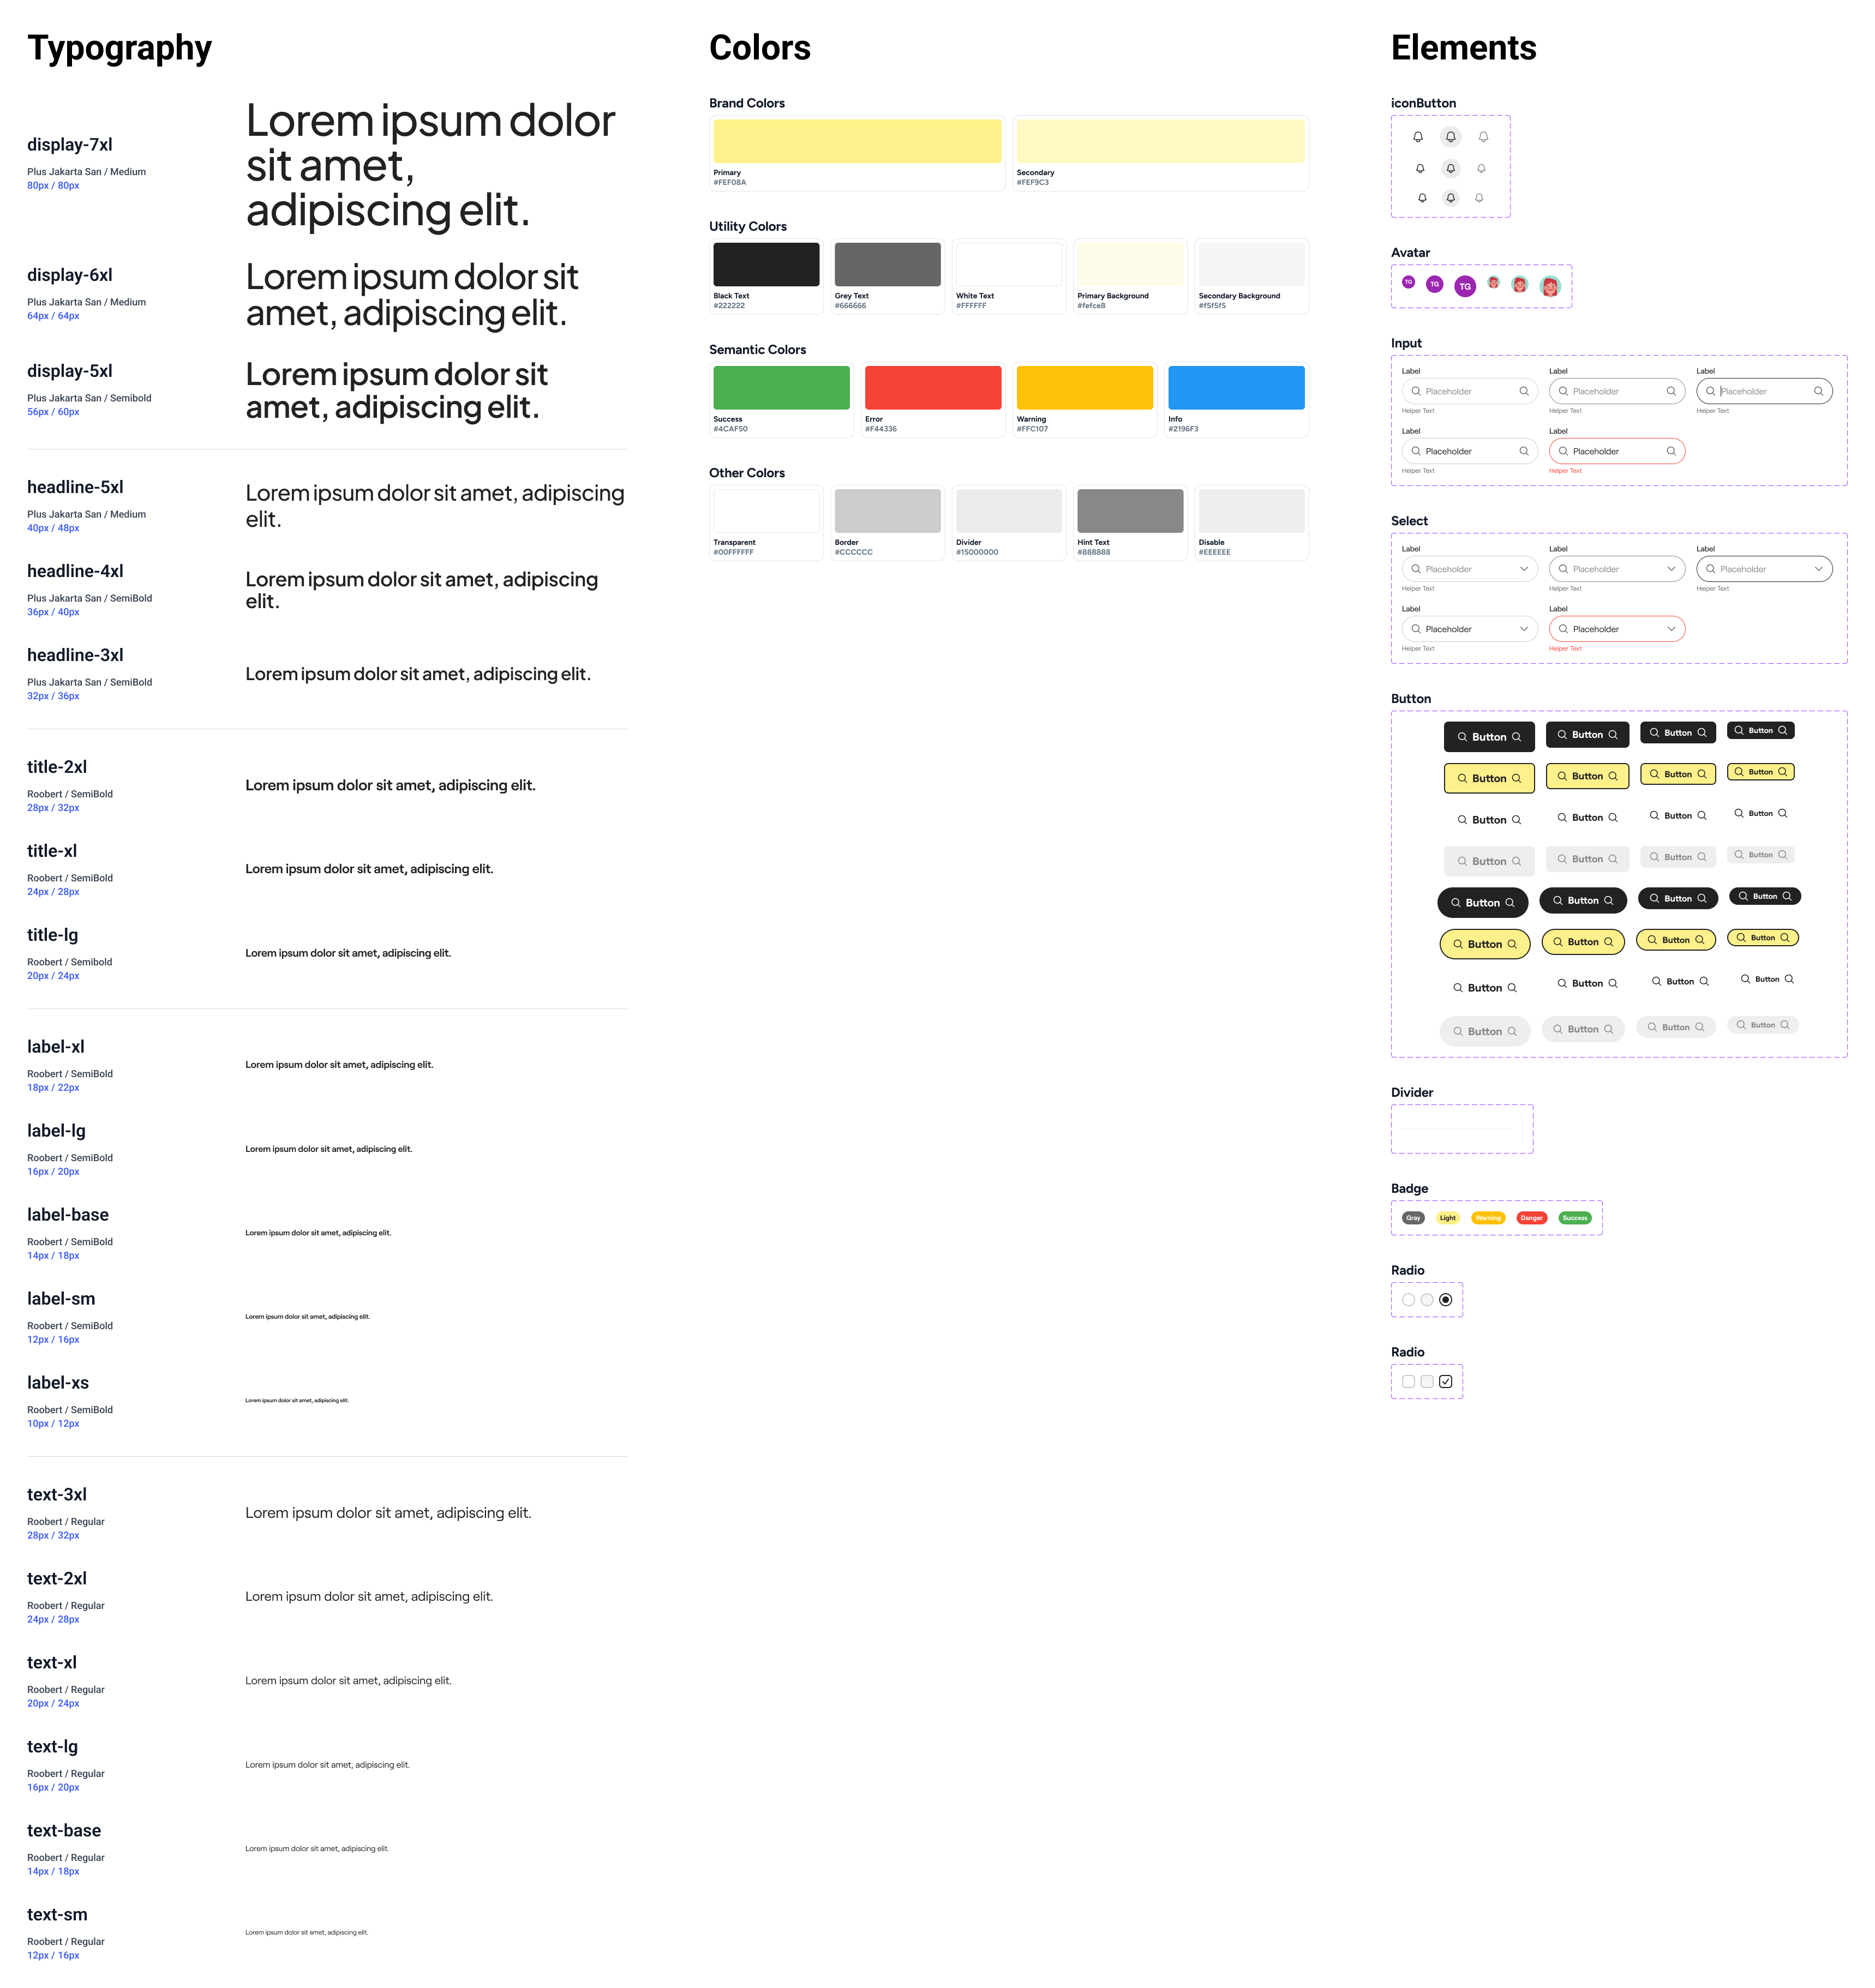 Typography
display-7xl
Plus Jakarta San / Medium
80px / 80px
Lorem ipsum dolor
sit amet,
adipiscing elit.
display-6xl
Plus Jakarta San / Medium
64px / 64px
Lorem ipsum dolor sit
amet, adipiscing elit.
display-5xl
Plus Jakarta San / Semibold
56px / 60px
Lorem ipsum dolor sit
amet, adipiscing elit.
headline-5xl
Plus Jakarta San / Medium
40px / 48px
Lorem ipsum dolor sit amet, adipiscing
elit.
headline-4xl
Plus Jakarta San / SemiBold
36px / 40px
Lorem ipsum dolor sit amet, adipiscing
elit.
headline-3xl
Plus Jakarta San / SemiBold
32px / 36px
Lorem ipsum dolor sit amet, adipiscing elit.
title-2xl
Roobert / SemiBold
28px / 32px
Lorem ipsum dolor sit amet, adipiscing elit.
title-xl
Roobert / SemiBold
24px / 28px
Lorem ipsum dolor sit amet, adipiscing elit.
title-lg
Roobert / Semibold
20px / 24px
Lorem ipsum dolor sit amet, adipiscing elit.
label-xl
Roobert / SemiBold
18px / 22px
Lorem ipsum dolor sit amet, adipiscing elit.
label-lg
Roobert / SemiBold
16px / 20px
Lorem ipsum dolor sit amet, adipiscing elit.
label-base
Roobert / SemiBold
14px / 18px
Lorem ipsum dolor sit amet, adipiscing elit.
label-sm
Roobert / SemiBold
12px / 16px
Lorem ipsum dolor sit amet, adipiscing elit.
label-xs
Roobert / SemiBold
10px / 12px
Lorem ipsum dolor sit amet, adipiscing elit.
text-3xl
Roobert / Regular
28px / 32px
Lorem ipsum dolor sit amet, adipiscing elit.
text-2xl
Roobert / Regular
24px / 28px
Lorem ipsum dolor sit amet, adipiscing elit.
text-xl
Roobert / Regular
20px / 24px
Lorem ipsum dolor sit amet, adipiscing elit.
text-lg
Roobert / Regular
16px / 20px
Lorem ipsum dolor sit amet, adipiscing elit.
text-base
Roobert / Regular
14px / 18px
Lorem ipsum dolor sit amet, adipiscing elit.
text-sm
Roobert / Regular
12px / 16px
Lorem ipsum dolor sit amet, adipiscing elit.
Colors
Brand Colors
Primary
#FEF08A
Secondary
#FEF9C3
Utility Colors
Black Text
#222222
Grey Text
#666666
White Text
#FFFFFF
Primary Background
#fefce8
Secondary Background
#f5f5f5
Semantic Colors
Success
#4CAF50
Error
#F44336
Warning
#FFC107
Info
#2196F3
Other Colors
Transparent
#00FFFFFF
Border
#CCCCCC
Divider
#15000000
Hint Text
#888888
Disable
#EEEEEE
Elements
iconButton
Avatar
TG TG TG
Input
Label Label Label
Placeholder Placeholder Placeholder
Helper Text Helper Text Helper Text
Label Label
Placeholder Placeholder
Helper Text Helper Text
Select
Label Label Label
Placeholder Placeholder Placeholder
Helper Text Helper Text Helper Text
Label Label
Placeholder Placeholder
Helper Text Helper Text
Button
Button Button Button Button
Button Button Button Button
Button Button Button Button
Button Button Button Button
Button Button Button Button
Button Button Button Button
Button Button Button Button
Button Button Button Button
Divider
Badge
Gray Light Warning Danger Success
Radio
Radio